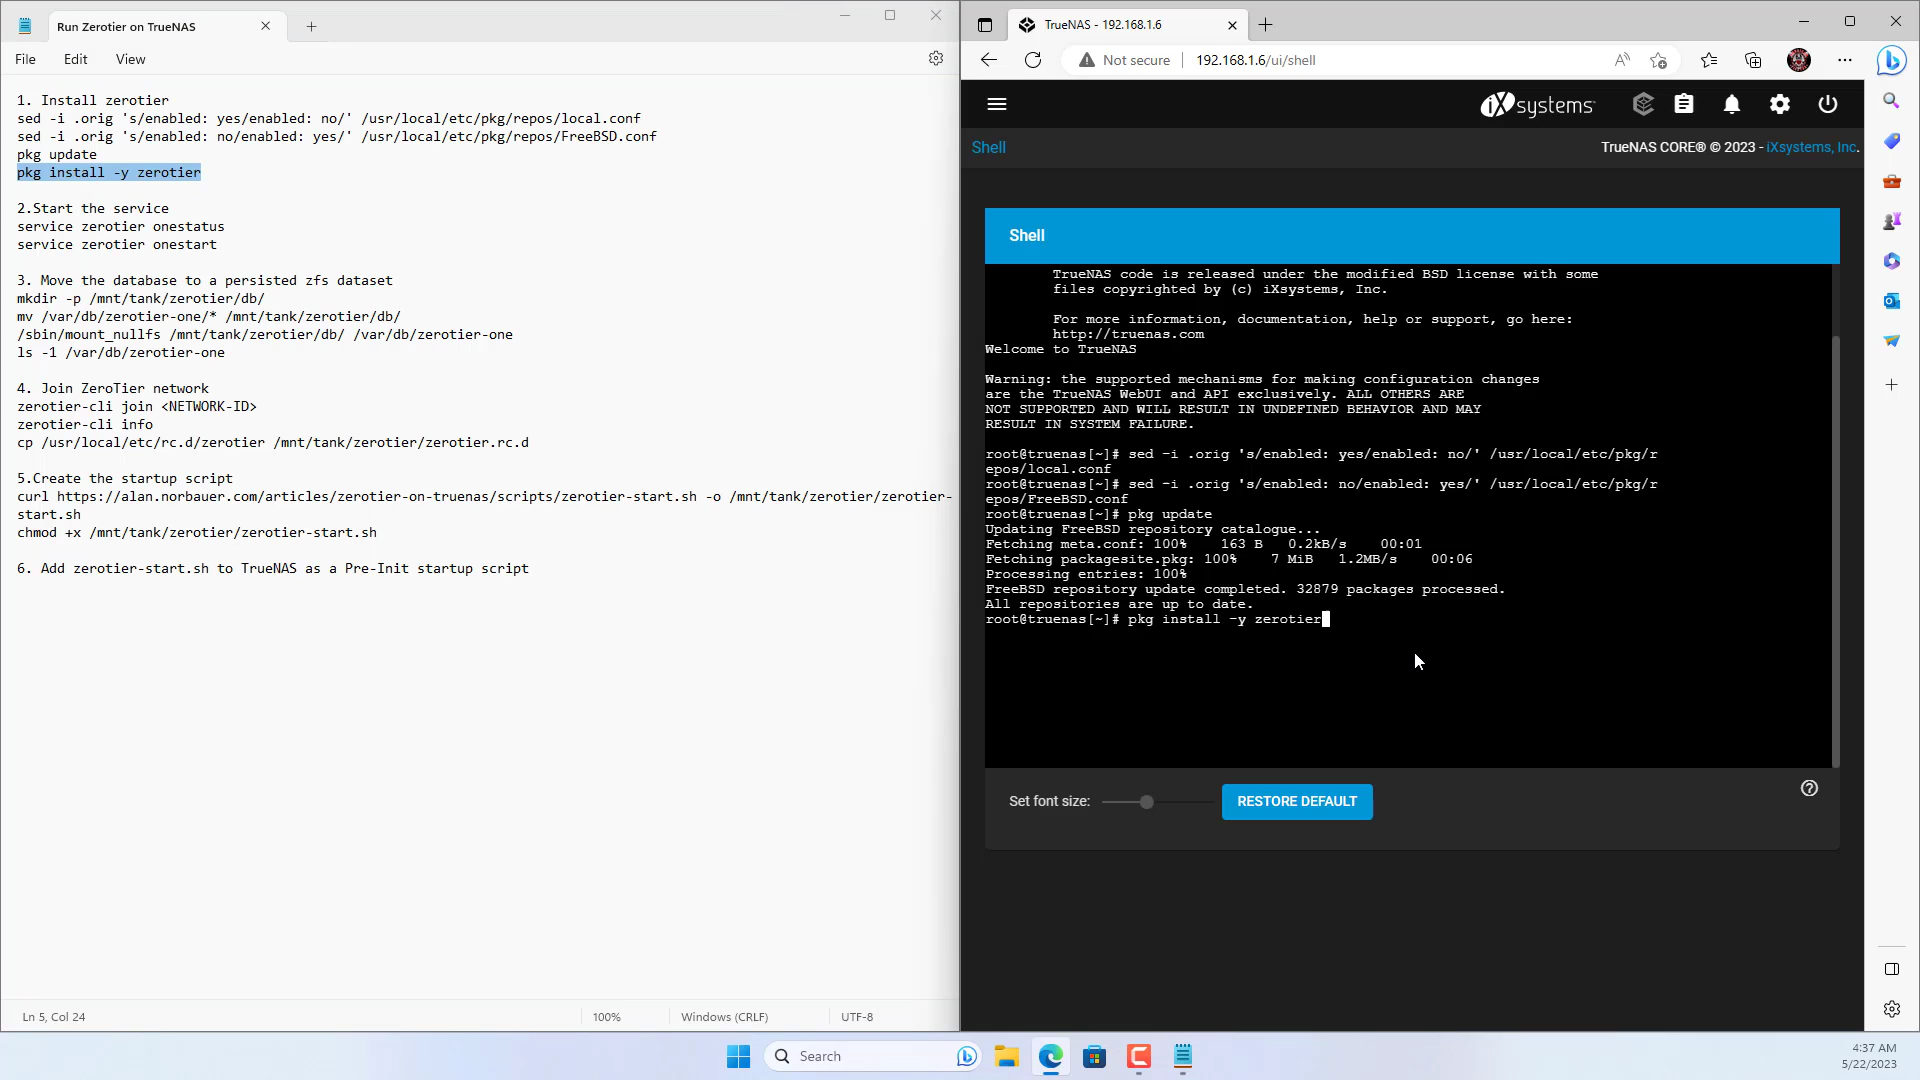 Run Zerotier on TrueNAS
File Edit View
1. Install zerotier
sed -i .orig 's/enabled: yes/enabled: no/' /usr/local/etc/pkg/repos/local.conf
sed -i .orig 's/enabled: no/enabled: yes/' /usr/local/etc/pkg/repos/FreeBSD.conf
pkg update
pkg install -y zerotier
2.Start the service
service zerotier onestatus
service zerotier onestart
3. Move the database to a persisted zfs dataset
mkdir -p /mnt/tank/zerotier/db/
mv /var/db/zerotier-one/* /mnt/tank/zerotier/db/
/sbin/mount_nullfs /mnt/tank/zerotier/db/ /var/db/zerotier-one
ls -1 /var/db/zerotier-one
4. Join ZeroTier network
zerotier-cli join <NETWORK-ID>
zerotier-cli info
cp /usr/local/etc/rc.d/zerotier /mnt/tank/zerotier/zerotier.rc.d
5.Create the startup script
curl https://alan.norbauer.com/articles/zerotier-on-truenas/scripts/zerotier-start.sh -o /mnt/tank/zerotier/zerotier-
start.sh
chmod +x /mnt/tank/zerotier/zerotier-start.sh
6. Add zerotier-start.sh to TrueNAS as a Pre-Init startup script
Ln 5, Col 24
100%
Windows (CRLF)
UTF-8
TrueNAS - 192.168.1.6
Not secure 192.168.1.6/ui/shell
iXsystems
Shell
TrueNAS CORE® © 2023 - iXsystems, Inc.
Shell
TrueNAS code is released under the modified BSD license with some
files copyrighted by (c) iXsystems, Inc.
For more information, documentation, help or support, go here:
http://truenas.com
Welcome to TrueNAS
Warning: the supported mechanisms for making configuration changes
are the TrueNAS WebUI and API exclusively. ALL OTHERS ARE
NOT SUPPORTED AND WILL RESULT IN UNDEFINED BEHAVIOR AND MAY
RESULT IN SYSTEM FAILURE.
root@truenas[~]# sed -i .orig 's/enabled: yes/enabled: no/' /usr/local/etc/pkg/r
epos/local.conf
root@truenas[~]# sed -i .orig 's/enabled: no/enabled: yes/' /usr/local/etc/pkg/r
epos/FreeBSD.conf
root@truenas[~]# pkg update
Updating FreeBSD repository catalogue...
Fetching meta.conf: 100% 163 B 0.2kB/s 00:01
Fetching packagesite.pkg: 100% 7 MiB 1.2MB/s 00:06
Processing entries: 100%
FreeBSD repository update completed. 32879 packages processed.
All repositories are up to date.
root@truenas[~]# pkg install -y zerotier
Set font size:
RESTORE DEFAULT
Search
4:37 AM
5/22/2023